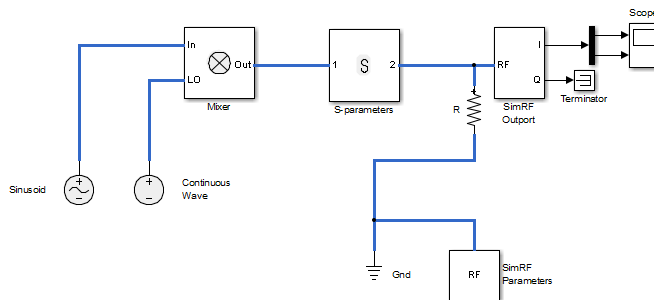 Scope
In
LO
Out
Mixer
1
S
2
S-parameters
RF
I
Q
SimRF
Outport
Terminator
R
Sinusoid
Continuous
Wave
Gnd
RF
SimRF
Parameters